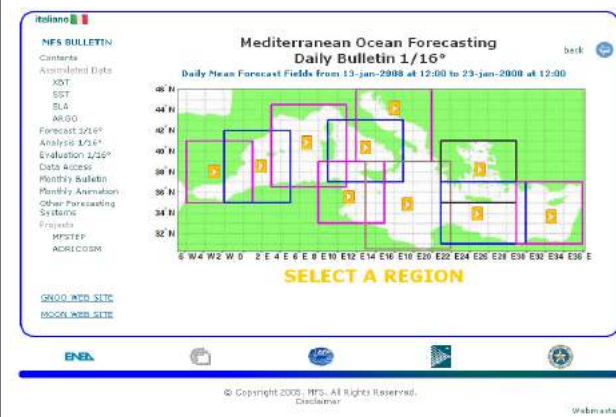 italiano
MFS BULLETIN
Contents
Assimilated Data
XBT
SST
SLA
ARGO
Forecast 1/16°
Analysis 1/16°
Evaluation 1/16°
Data Access
Monthly Bulletin
Monthly Animation
Other Forecasting
Systems
Projects
MFSTEP
ADRICOSM
GNOO WEB SITE
MOON WEB SITE
Mediterranean Ocean Forecasting
Daily Bulletin 1/16°
back
Daily Mean Forecast Fields from 13-jan-2008 at 12:00 to 23-jan-2008 at 12:00
46°N
44°N
42°N
40°N
38°N
36°N
34°N
32°N
6 W 4 W 2 W 0 2 E 4 E 6 E 8 E10 E12 E14 E16 E18 E20 E22 E24 E26 E28 E30 E32 E34 E36 E
SELECT A REGION
ENEA
© Copyright 2005. MFS. All Rights Reserved.
Disclaimer
Webmaste